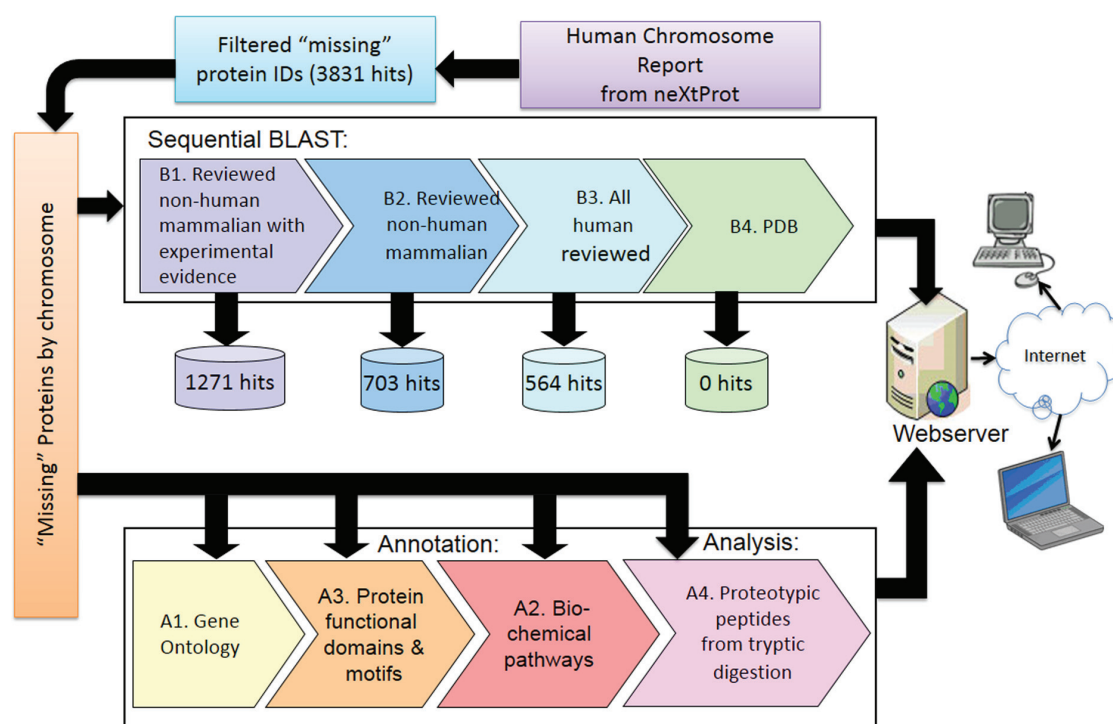 Filtered “missing”
protein IDs (3831 hits)
Human Chromosome
Report
from neXtProt
“Missing” Proteins by chromosome
Sequential BLAST:
B1. Reviewed
non-human
mammalian with
experimental
evidence
B2. Reviewed
non-human
mammalian
B3. All
human
reviewed
B4. PDB
1271 hits
703 hits
564 hits
0 hits
Webserver
Internet
Annotation:
Analysis:
A1. Gene
Ontology
A3. Protein
functional
domains &
motifs
A2. Bio-
chemical
pathways
A4. Proteotypic
peptides
from tryptic
digestion